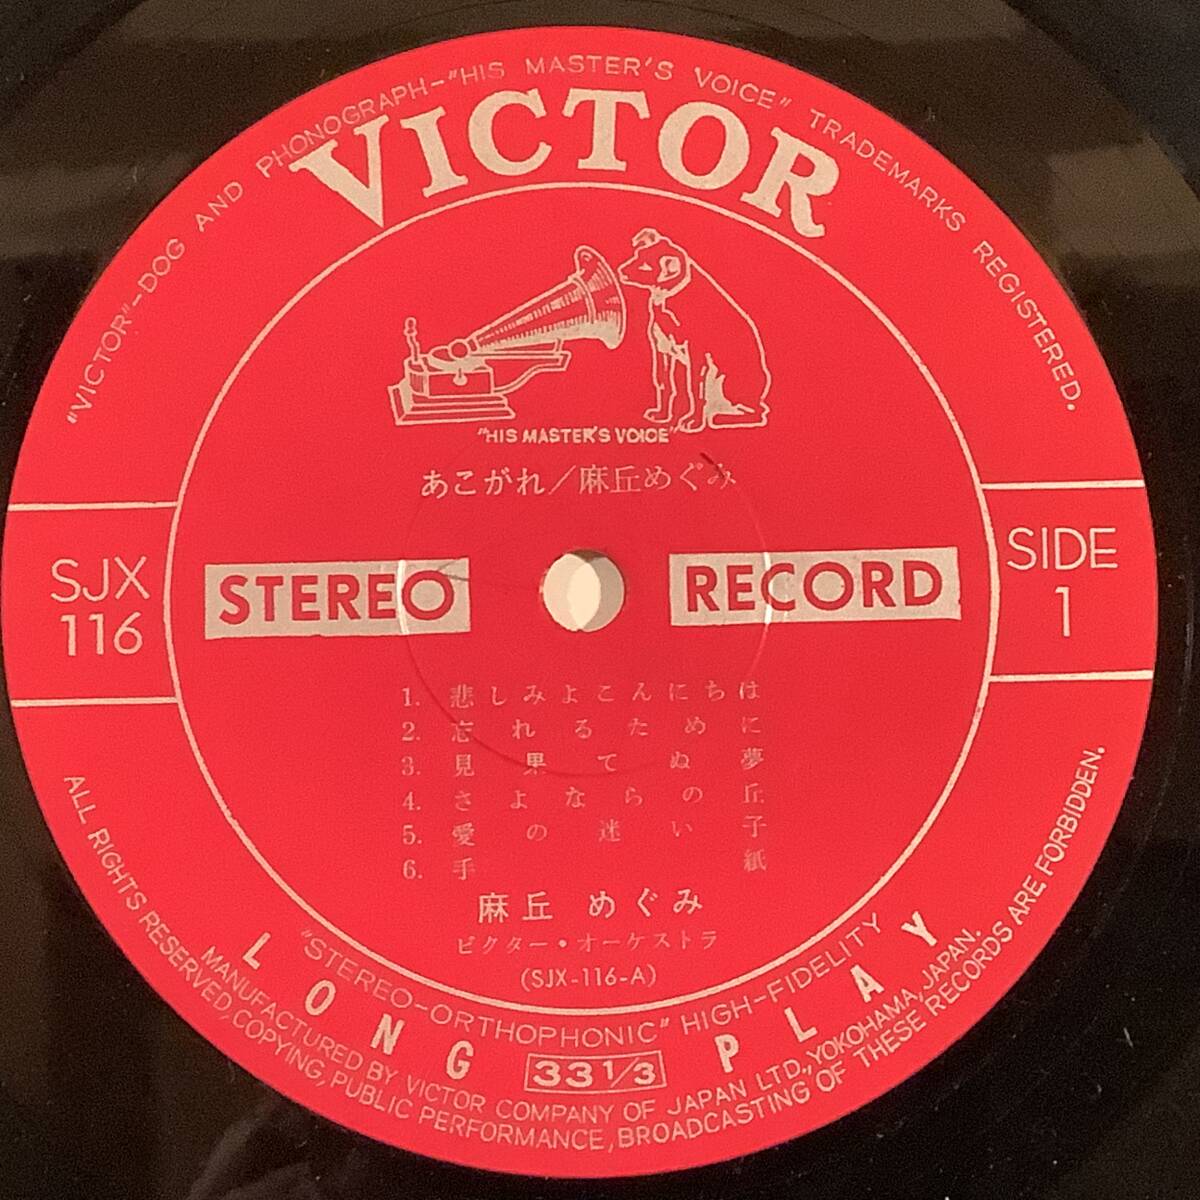 "VICTOR"-DOG AND PHONOGRAPH-"HIS MASTER'S VOICE" TRADEMARKS REGISTERED.
VICTOR
"HIS MASTER'S VOICE"
あこがれ/麻丘めぐみ
SJX
116
STEREO
RECORD
SIDE
1
1. 悲しみよこんにちは
2. 忘れるために
3. 見果てぬ夢
4. さよならの丘
5. 愛の迷い子
6. 手紙
麻丘 めぐみ
ビクター・オーケストラ
(SJX-116-A)
"STEREO-ORTHOPHONIC" HIGH-FIDELITY
LONG 33 1/3 PLAY
MANUFACTURED BY VICTOR COMPANY OF JAPAN LTD., YOKOHAMA, JAPAN.
ALL RIGHTS RESERVED, COPYING, PUBLIC PERFORMANCE, BROADCASTING OF THESE RECORDS ARE FORBIDDEN.